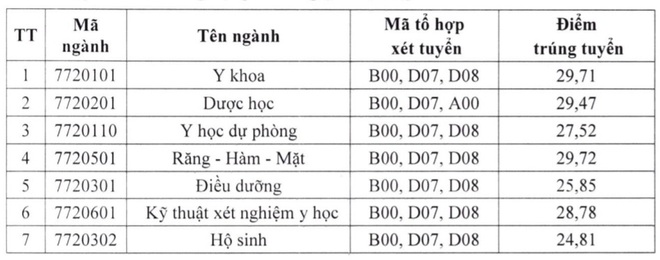 TT Mã ngành Tên ngành Mã tổ hợp xét tuyển Điểm trúng tuyển
1 7720101 Y khoa B00, D07, D08 29,71
2 7720201 Dược học B00, D07, A00 29,47
3 7720110 Y học dự phòng B00, D07, D08 27,52
4 7720501 Răng - Hàm - Mặt B00, D07, D08 29,72
5 7720301 Điều dưỡng B00, D07, D08 25,85
6 7720601 Kỹ thuật xét nghiệm y học B00, D07, D08 28,78
7 7720302 Hộ sinh B00, D07, D08 24,81